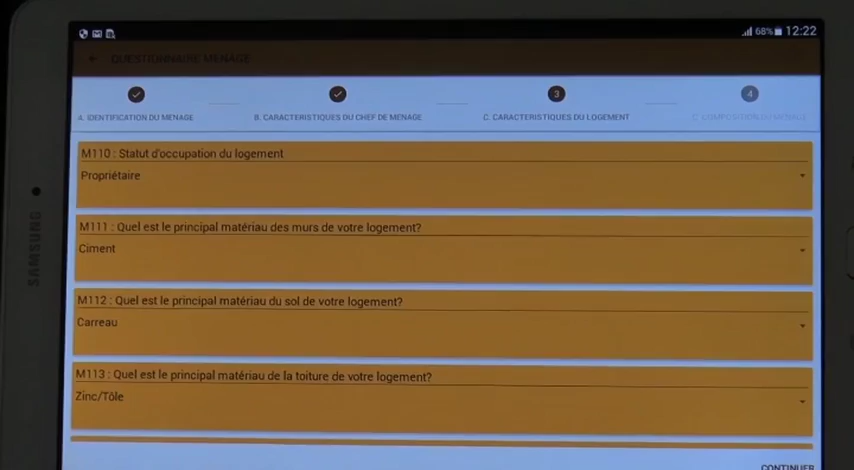 68% 12:22
QUESTIONNAIRE MENAGE
3 4
A. IDENTIFICATION DU MENAGE B. CARACTERISTIQUES DU CHEF DE MENAGE C. CARACTERISTIQUES DU LOGEMENT C. COMPOSITION DU MENAGE
M110 : Statut d'occupation du logement
Propriétaire
M111 : Quel est le principal matériau des murs de votre logement?
Ciment
M112 : Quel est le principal matériau du sol de votre logement?
Carreau
M113 : Quel est le principal matériau de la toiture de votre logement?
Zinc/Tôle
CONTINUER
SAMSUNG